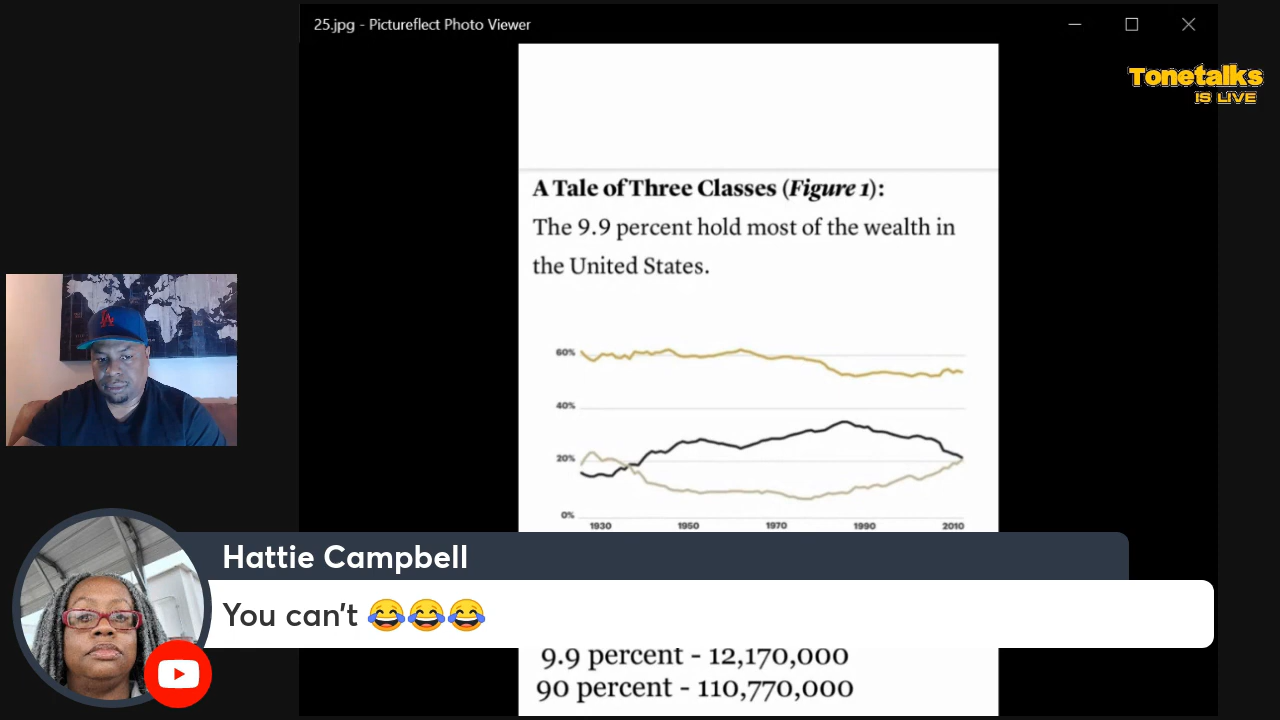 25.jpg - Pictureflect Photo Viewer
Tonetalks
IS LIVE
A Tale of Three Classes (Figure 1):
The 9.9 percent hold most of the wealth in
the United States.
60%
40%
20%
0%
1930 1950 1970 1990 2010
Hattie Campbell
You can't 😂😂😂
9.9 percent - 12,170,000
90 percent - 110,770,000